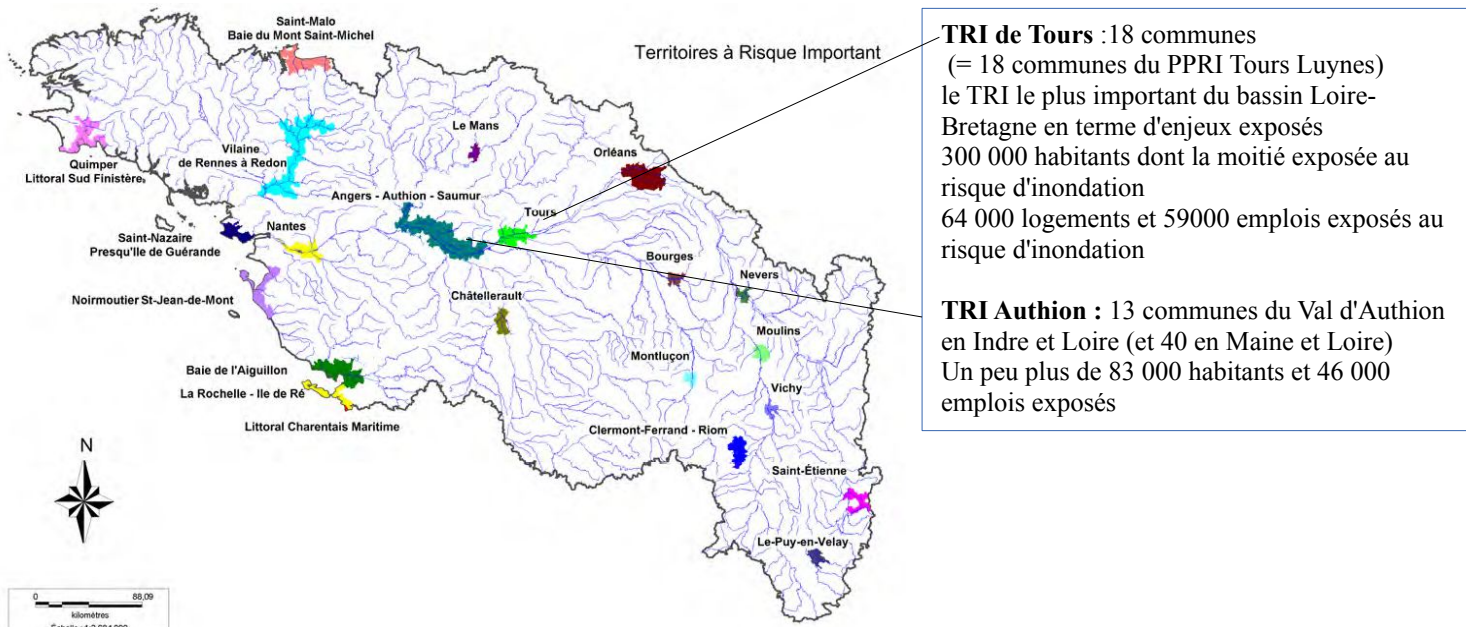 Saint-Malo
Baie du Mont Saint-Michel
Territoires à Risque Important
Le Mans
Orléans
Quimper
Littoral Sud Finistère
Vilaine
de Rennes à Redon
Angers - Authion - Saumur
Tours
Nantes
Saint-Nazaire
Presqu'Ile de Guérande
Bourges
Nevers
Noirmoutier St-Jean-de-Mont
Châtellerault
Moulins
Montluçon
Baie de l'Aiguillon
Vichy
La Rochelle - Ile de Ré
Littoral Charentais Maritime
Clermont-Ferrand - Riom
Saint-Étienne
Le-Puy-en-Velay
N
0 88,09
kilomètres
TRI de Tours :18 communes
(= 18 communes du PPRI Tours Luynes)
le TRI le plus important du bassin Loire-
Bretagne en terme d'enjeux exposés
300 000 habitants dont la moitié exposée au
risque d'inondation
64 000 logements et 59000 emplois exposés au
risque d'inondation
TRI Authion : 13 communes du Val d'Authion
en Indre et Loire (et 40 en Maine et Loire)
Un peu plus de 83 000 habitants et 46 000
emplois exposés